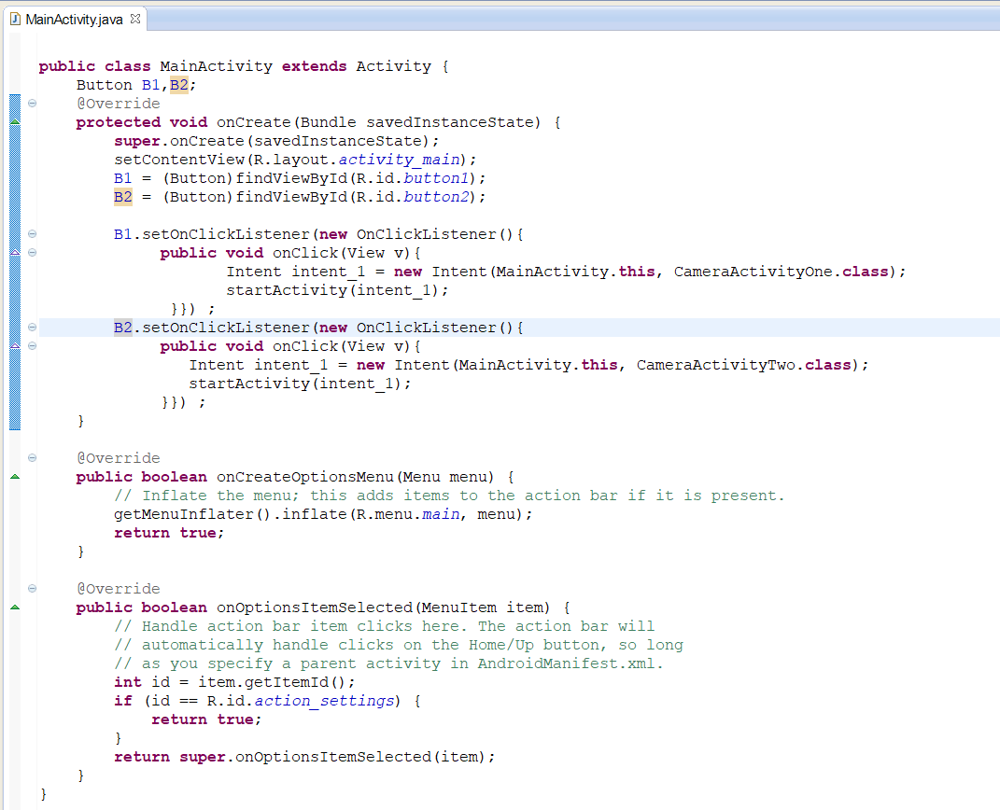 MainActivity.java
public class MainActivity extends Activity {
    Button B1,B2;
    @Override
    protected void onCreate(Bundle savedInstanceState) {
        super.onCreate(savedInstanceState);
        setContentView(R.layout.activity_main);
        B1 = (Button)findViewById(R.id.button1);
        B2 = (Button)findViewById(R.id.button2);

        B1.setOnClickListener(new OnClickListener(){
             public void onClick(View v){
                    Intent intent_1 = new Intent(MainActivity.this, CameraActivityOne.class);
                    startActivity(intent_1);
              }}) ;
        B2.setOnClickListener(new OnClickListener(){
             public void onClick(View v){
                Intent intent_1 = new Intent(MainActivity.this, CameraActivityTwo.class);
                startActivity(intent_1);
             }}) ;
    }

    @Override
    public boolean onCreateOptionsMenu(Menu menu) {
        // Inflate the menu; this adds items to the action bar if it is present.
        getMenuInflater().inflate(R.menu.main, menu);
        return true;
    }

    @Override
    public boolean onOptionsItemSelected(MenuItem item) {
        // Handle action bar item clicks here. The action bar will
        // automatically handle clicks on the Home/Up button, so long
        // as you specify a parent activity in AndroidManifest.xml.
        int id = item.getItemId();
        if (id == R.id.action_settings) {
            return true;
        }
        return super.onOptionsItemSelected(item);
    }
}